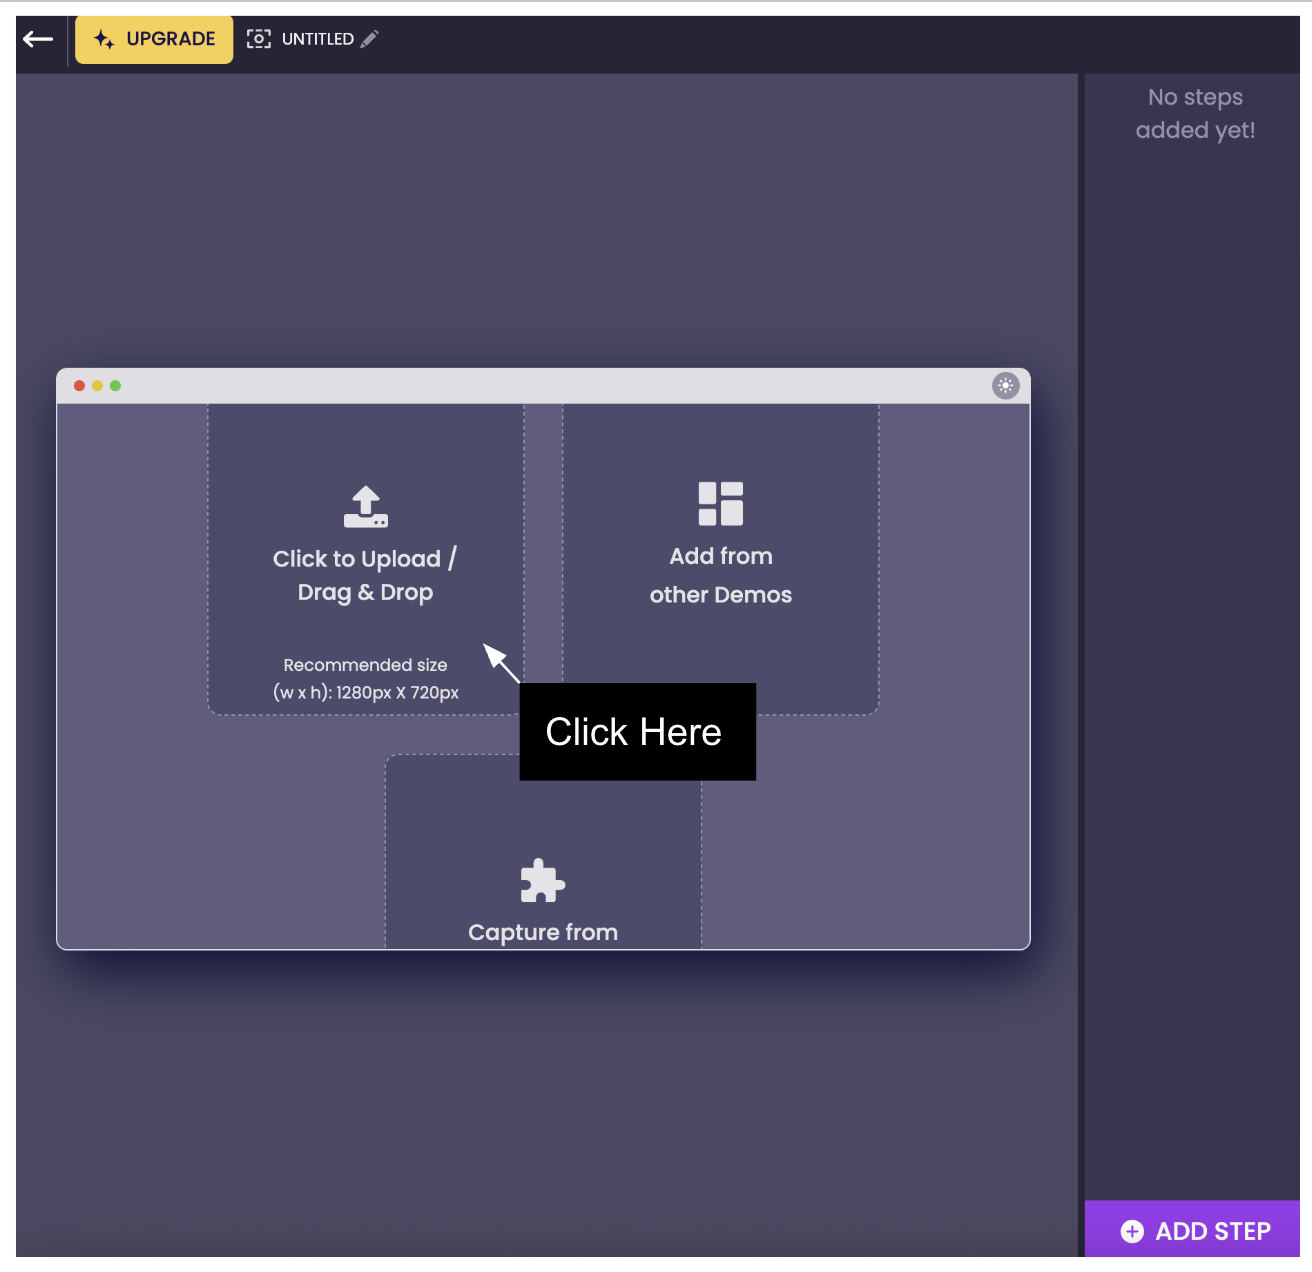 UPGRADE
UNTITLED
No steps
added yet!
Click to Upload /
Drag & Drop
Recommended size
(w x h): 1280px X 720px
Add from
other Demos
Click Here
Capture from
ADD STEP